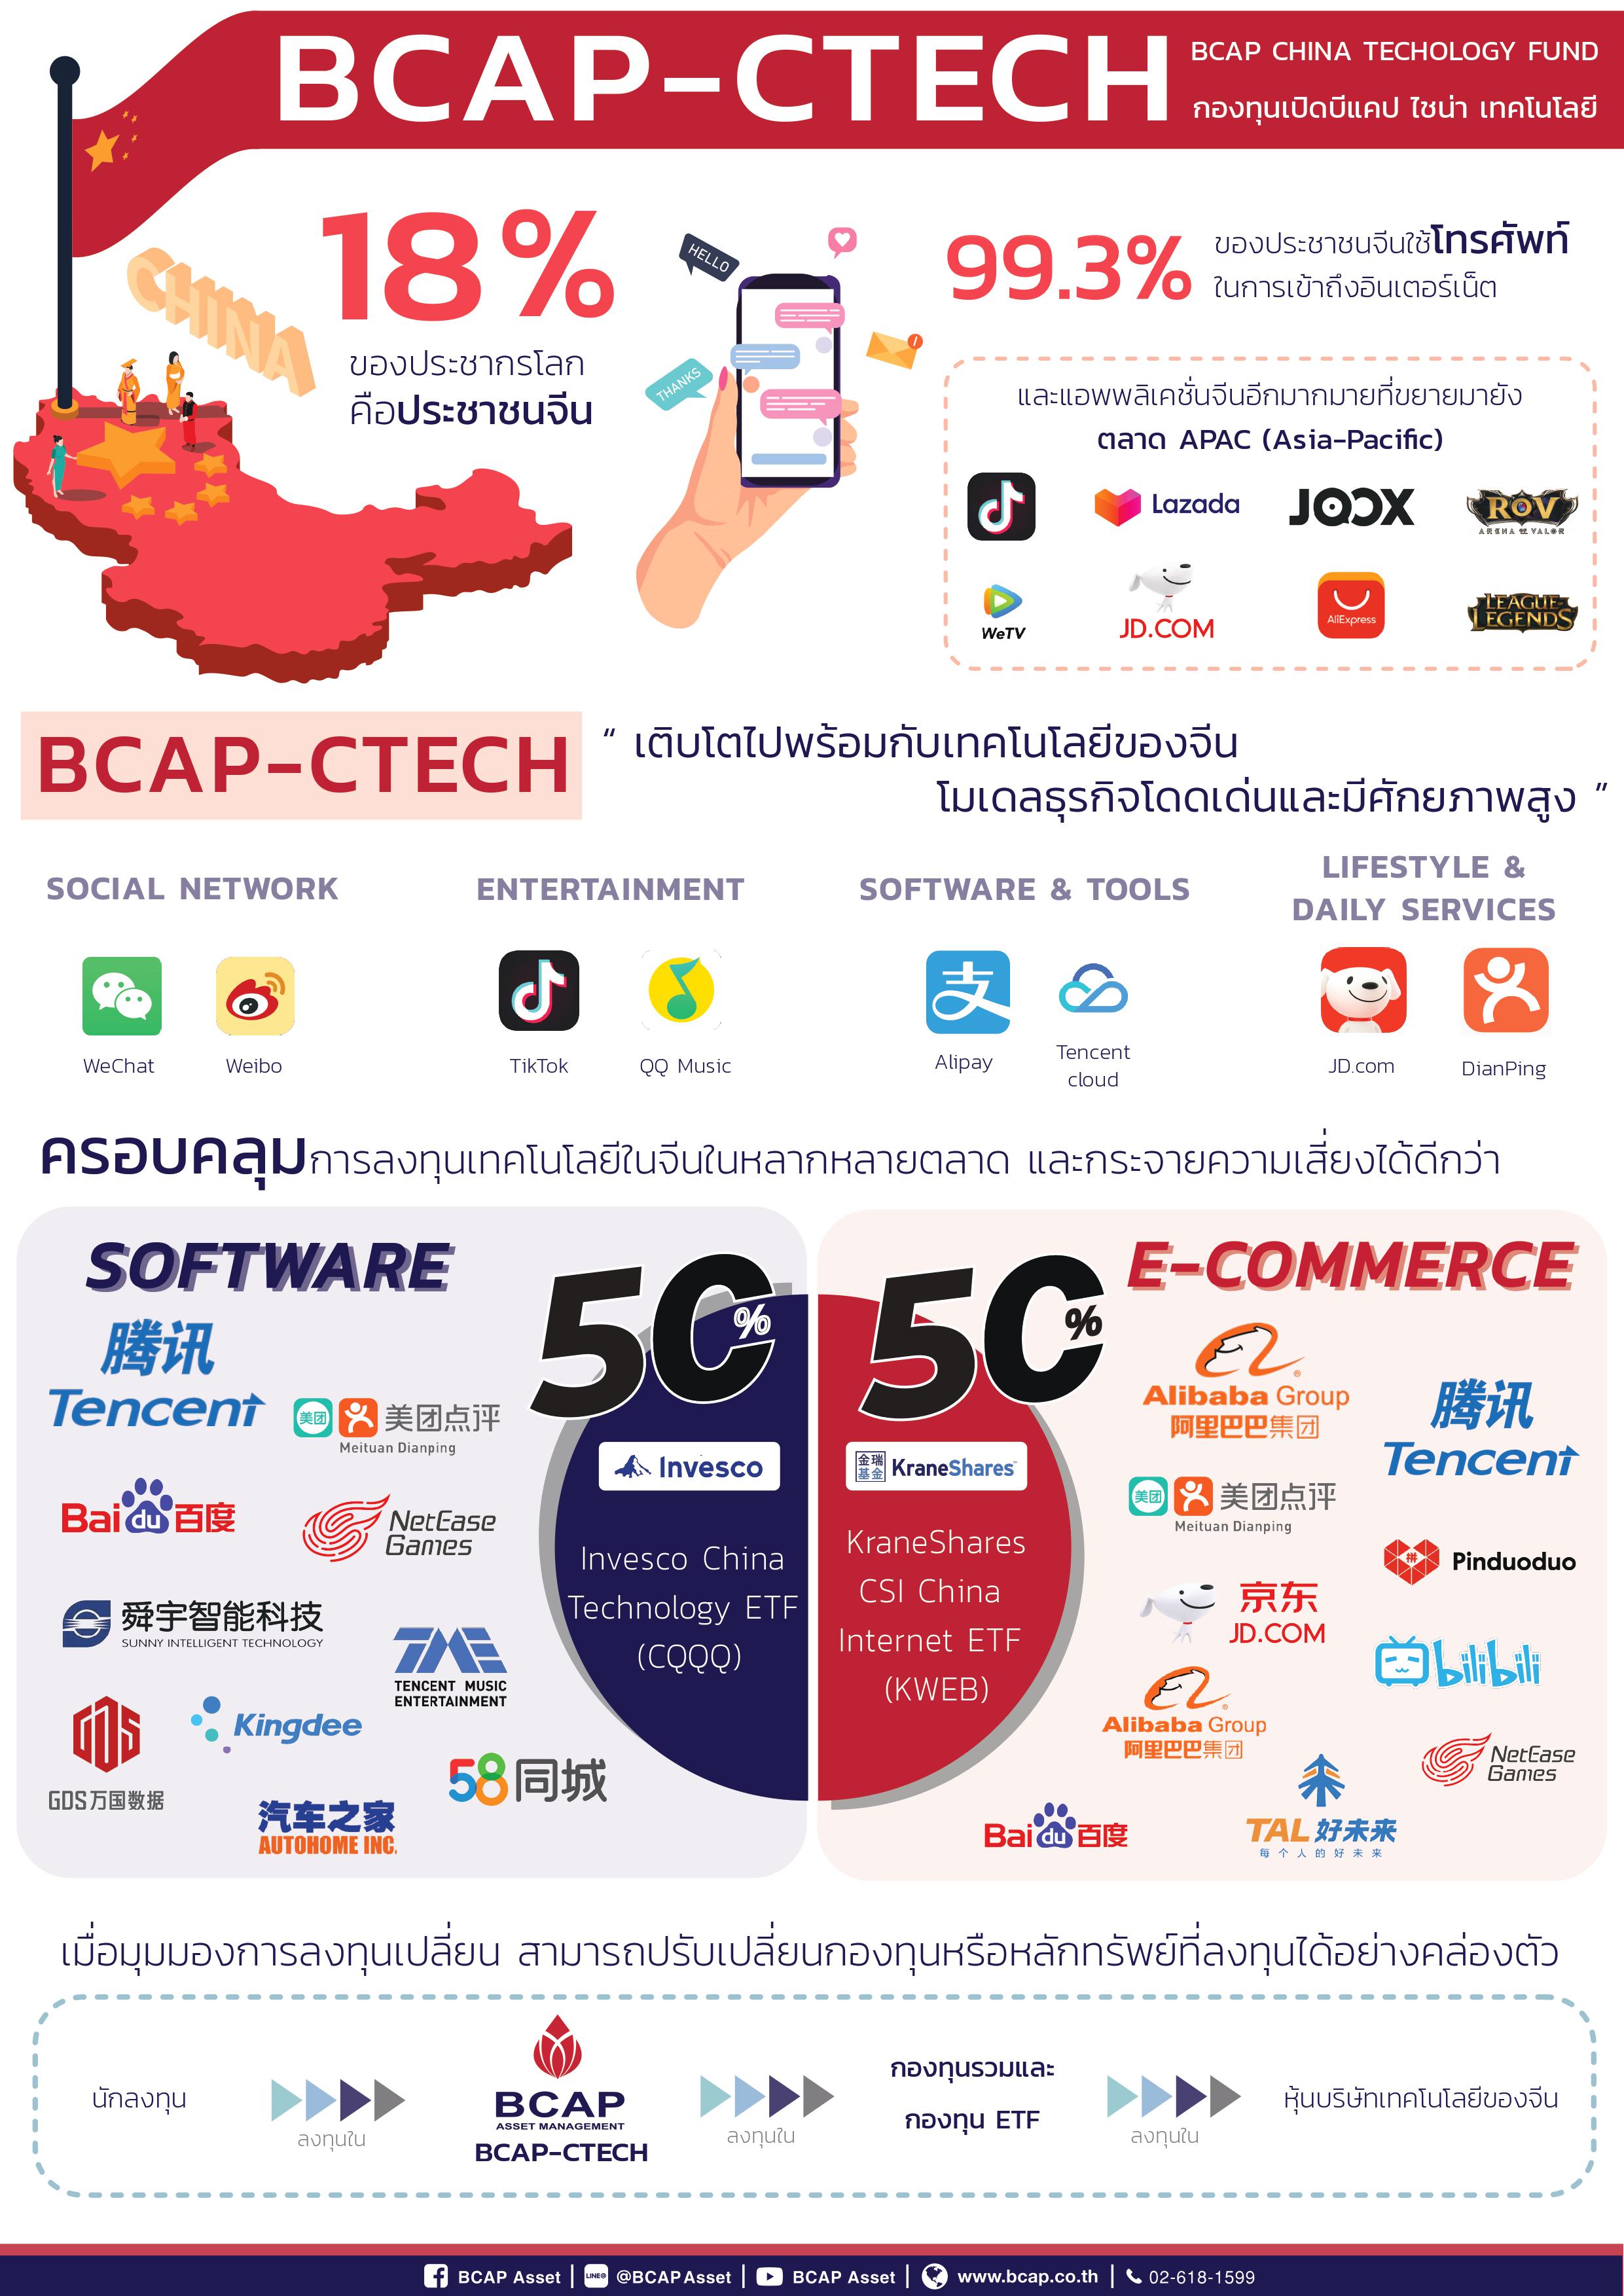 BCAP-CTECH
BCAP CHINA TECHOLOGY FUND
กองทุนเปิดบีแคป ไชน่า เทคโนโลยี
CHINA
18%
ของประชากรโลก
คือประชาชนจีน
HELLO
THANKS
99.3%
ของประชาชนจีนใช้โทรศัพท์
ในการเข้าถึงอินเตอร์เน็ต
และแอพพลิเคชั่นจีนอีกมากมายที่ขยายมายัง
ตลาด APAC (Asia-Pacific)
Lazada
JOOX
ROV
ARENA OF VALOR
WeTV
JD.COM
AliExpress
LEAGUE OF LEGENDS
BCAP-CTECH
“ เติบโตไปพร้อมกับเทคโนโลยีของจีน
โมเดลธุรกิจโดดเด่นและมีศักยภาพสูง ”
SOCIAL NETWORK
ENTERTAINMENT
SOFTWARE & TOOLS
LIFESTYLE &
DAILY SERVICES
支
WeChat
Weibo
TikTok
QQ Music
Alipay
Tencent
cloud
JD.com
DianPing
ครอบคลุมการลงทุนเทคโนโลยีในจีนในหลากหลายตลาด และกระจายความเสี่ยงได้ดีกว่า
SOFTWARE
腾讯
Tencent
美团 美团点评
Meituan Dianping
Bai du 百度
NetEase
Games
舜宇智能科技
SUNNY INTELLIGENT TECHNOLOGY
TME
TENCENT MUSIC
ENTERTAINMENT
GDS
GDS万国数据
Kingdee
58同城
汽车之家
AUTOHOME INC.
50%
Invesco
Invesco China
Technology ETF
(CQQQ)
50%
金瑞
基金
KraneShares
KraneShares
CSI China
Internet ETF
(KWEB)
E-COMMERCE
Alibaba Group
阿里巴巴集团
腾讯
Tencent
美团 美团点评
Meituan Dianping
Pinduoduo
京东
JD.COM
bilibili
Alibaba Group
阿里巴巴集团
NetEase
Games
Bai du 百度
TAL 好未来
每个人的好未来
เมื่อมุมมองการลงทุนเปลี่ยน สามารถปรับเปลี่ยนกองทุนหรือหลักทรัพย์ที่ลงทุนได้อย่างคล่องตัว
นักลงทุน
ลงทุนใน
BCAP
ASSET MANAGEMENT
BCAP-CTECH
ลงทุนใน
กองทุนรวมและ
กองทุน ETF
ลงทุนใน
หุ้นบริษัทเทคโนโลยีของจีน
BCAP Asset | LINE@ @BCAPAsset | BCAP Asset | www.bcap.co.th | 02-618-1599